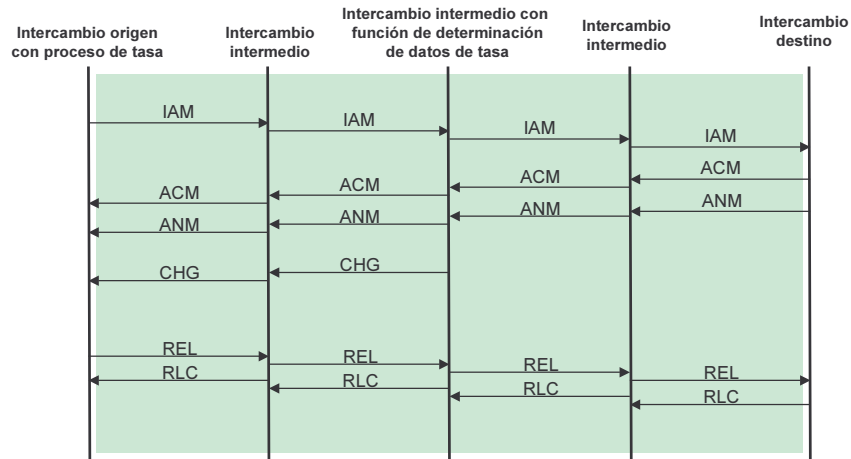 Intercambio origen
con proceso de tasa
Intercambio
intermedio
Intercambio intermedio con
función de determinación
de datos de tasa
Intercambio
intermedio
Intercambio
destino
IAM
IAM
IAM
IAM
ACM
ACM
ACM
ACM
ANM
ANM
ANM
ANM
CHG
CHG
REL
REL
REL
REL
RLC
RLC
RLC
RLC